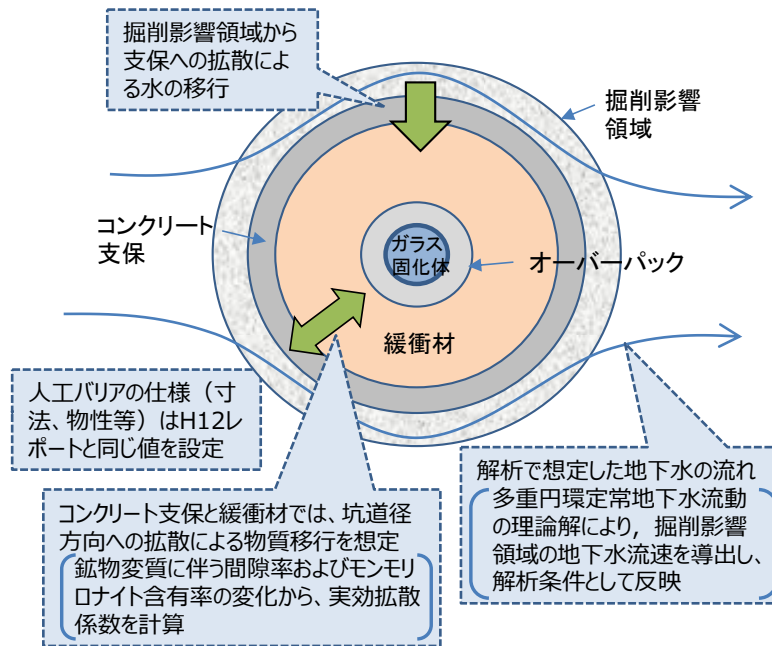 掘削影響領域から
支保への拡散によ
る水の移行
掘削影響
領域
コンクリート
支保
ガラス
固化体
オーバーパック
緩衝材
人工バリアの仕様（寸
法、物性等）はH12レ
ポートと同じ値を設定
コンクリート支保と緩衝材では、坑道径
方向への拡散による物質移行を想定
鉱物変質に伴う間隙率およびモンモリ
ロナイト含有率の変化から、実効拡散
係数を計算
解析で想定した地下水の流れ
多重円環定常地下水流動
の理論解により，掘削影響
領域の地下水流速を導出し、
解析条件として反映